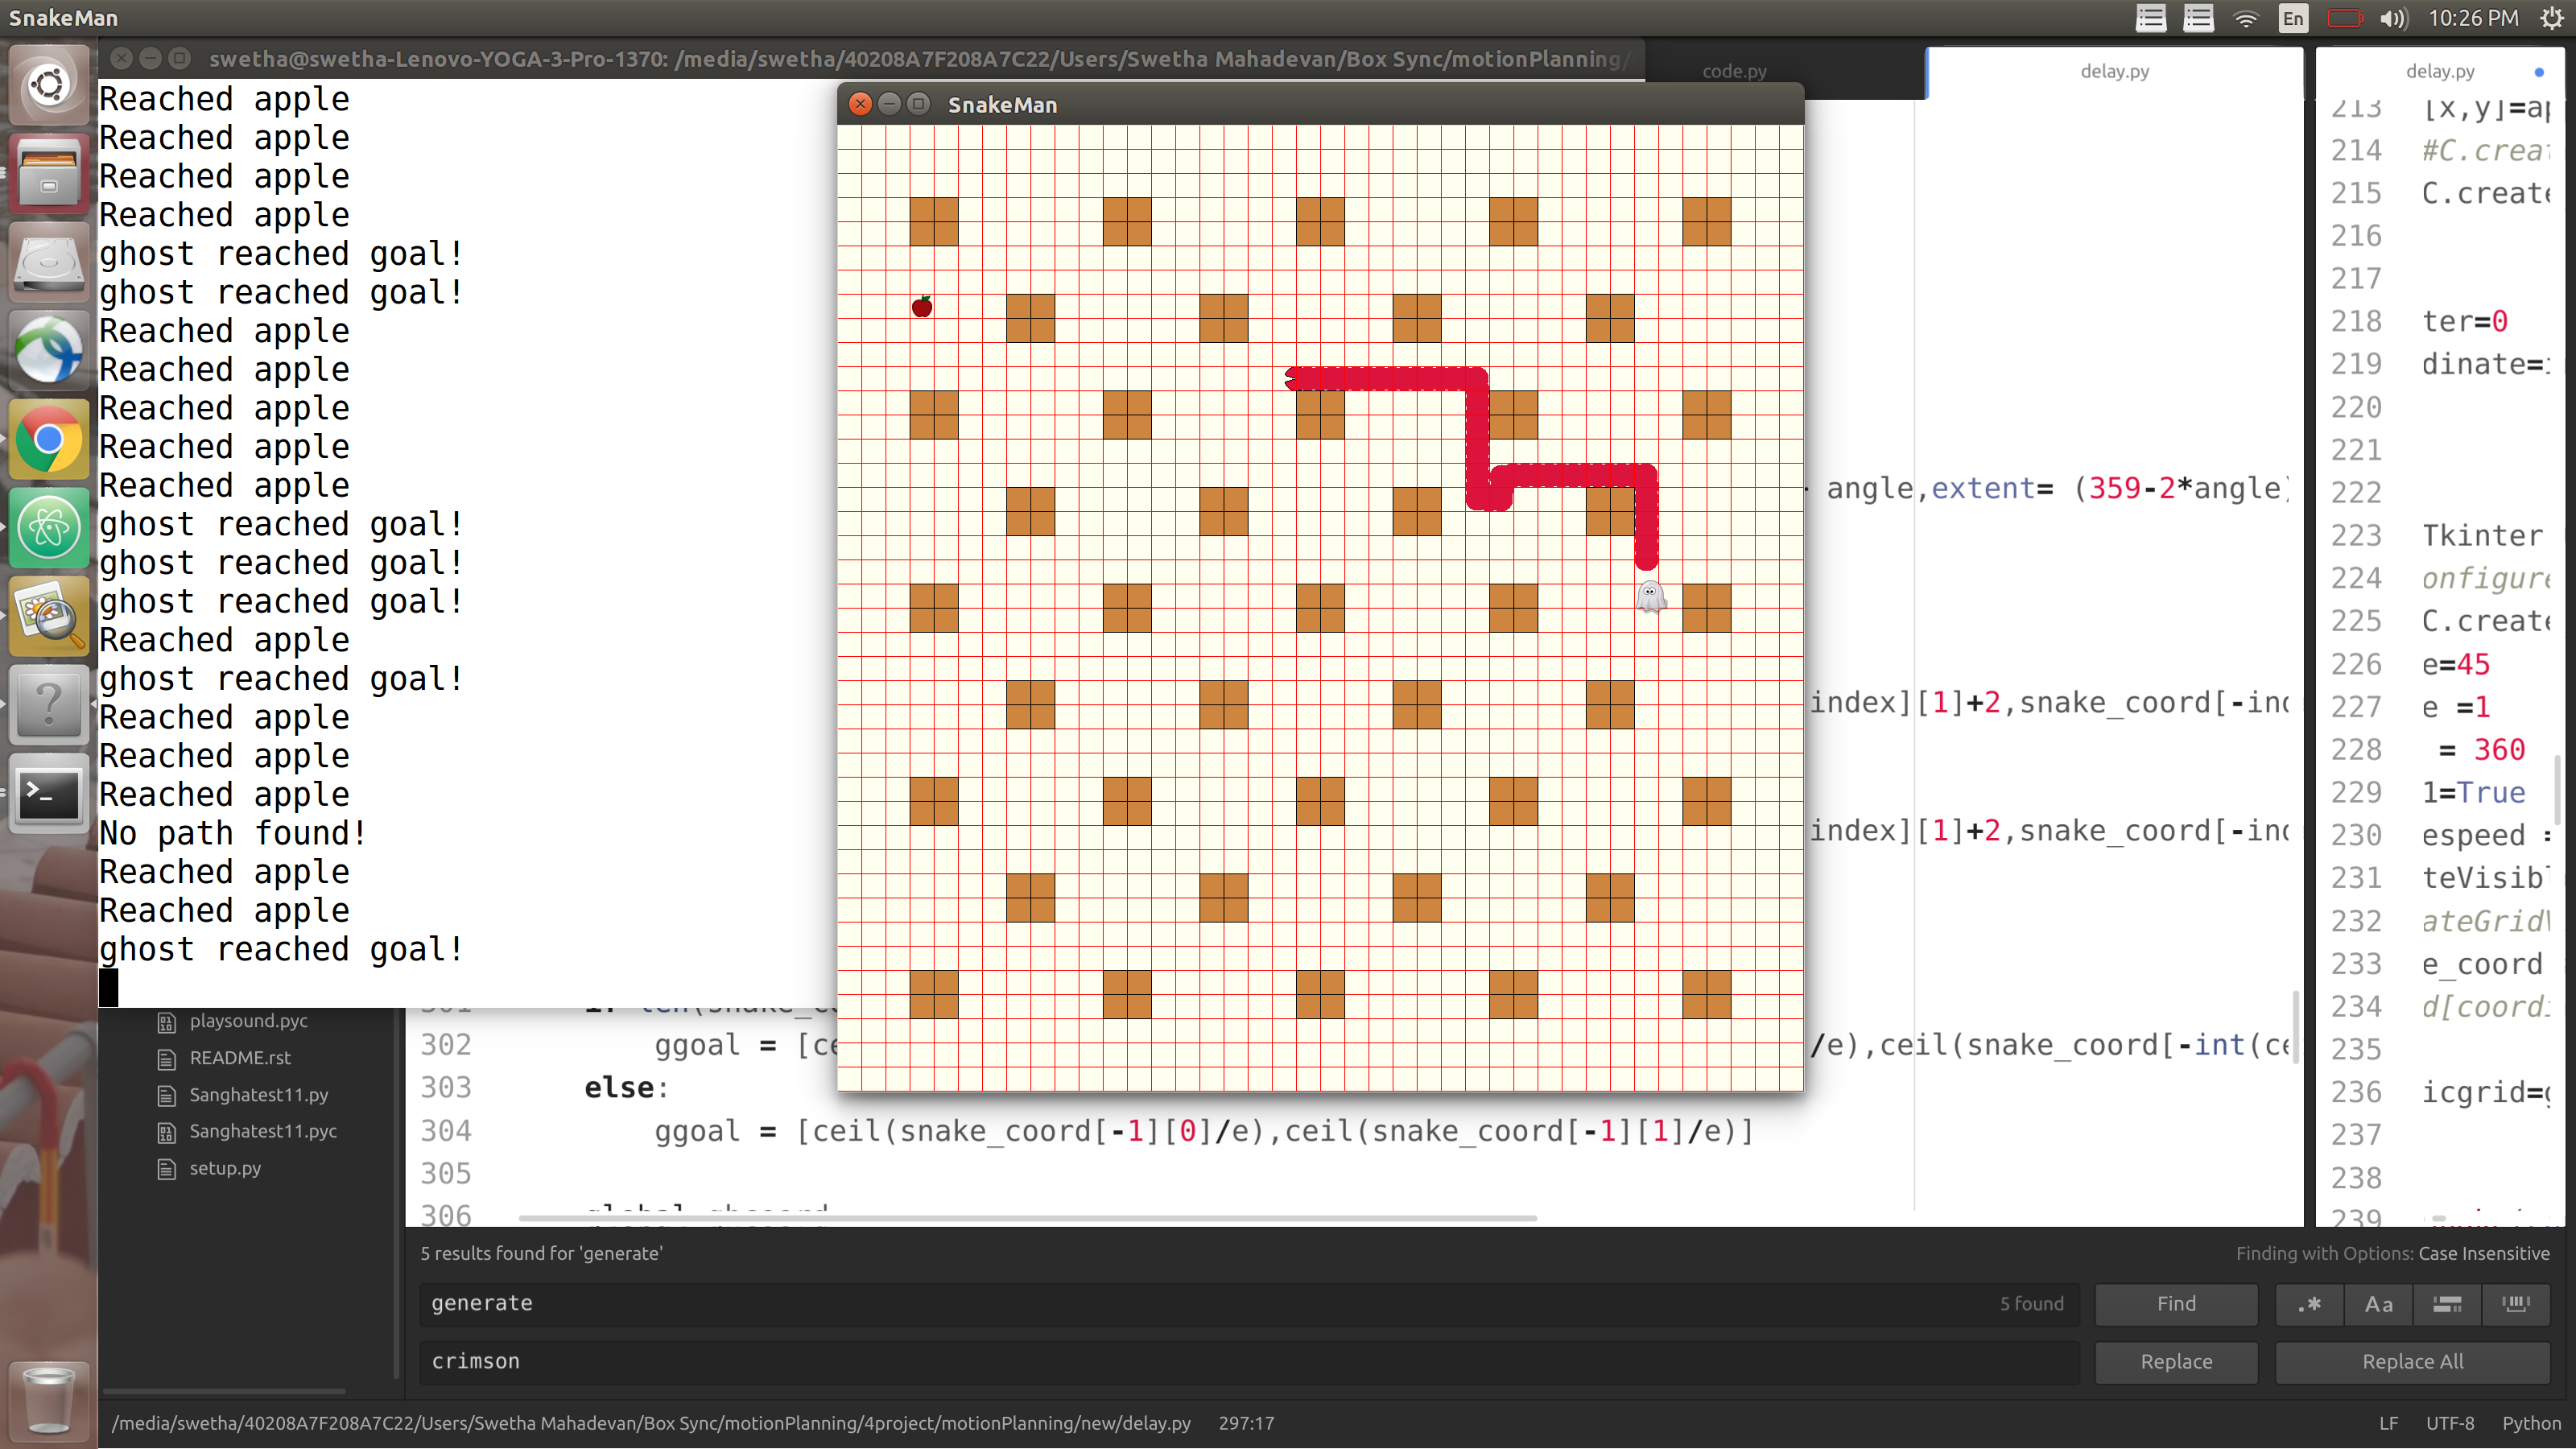 SnakeMan
En
10:26 PM
swetha@swetha-Lenovo-YOGA-3-Pro-1370: /media/swetha/40208A7F208A7C22/Users/Swetha Mahadevan/Box Sync/motionPlanning/
code.py
delay.py
delay.py
Reached apple
Reached apple
Reached apple
Reached apple
ghost reached goal!
ghost reached goal!
Reached apple
Reached apple
Reached apple
Reached apple
Reached apple
ghost reached goal!
ghost reached goal!
ghost reached goal!
Reached apple
ghost reached goal!
Reached apple
Reached apple
Reached apple
No path found!
Reached apple
Reached apple
ghost reached goal!
SnakeMan
angle,extent= (359-2*angle)
index][1]+2,snake_coord[-ind
index][1]+2,snake_coord[-ind
213 [x,y]=ap
214 #C.creat
215 C.create
216
217
218 ter=0
219 dinate=i
220
221
222
223 Tkinter
224 onfigure
225 C.create
226 e=45
227 e =1
228 = 360
229 1=True
230 espeed =
231 teVisibl
232 ateGridV
233 e_coord
234 d[coordi
235
236 icgrid=g
237
238
239
playsound.pyc
README.rst
Sanghatest11.py
Sanghatest11.pyc
setup.py
301
302 ggoal = [ce /e),ceil(snake_coord[-int(ce
303 else:
304 ggoal = [ceil(snake_coord[-1][0]/e),ceil(snake_coord[-1][1]/e)]
305
306
5 results found for 'generate'
Finding with Options: Case Insensitive
generate 5 found Find .* Aa
crimson Replace Replace All
/media/swetha/40208A7F208A7C22/Users/Swetha Mahadevan/Box Sync/motionPlanning/4project/motionPlanning/new/delay.py 297:17 LF UTF-8 Python